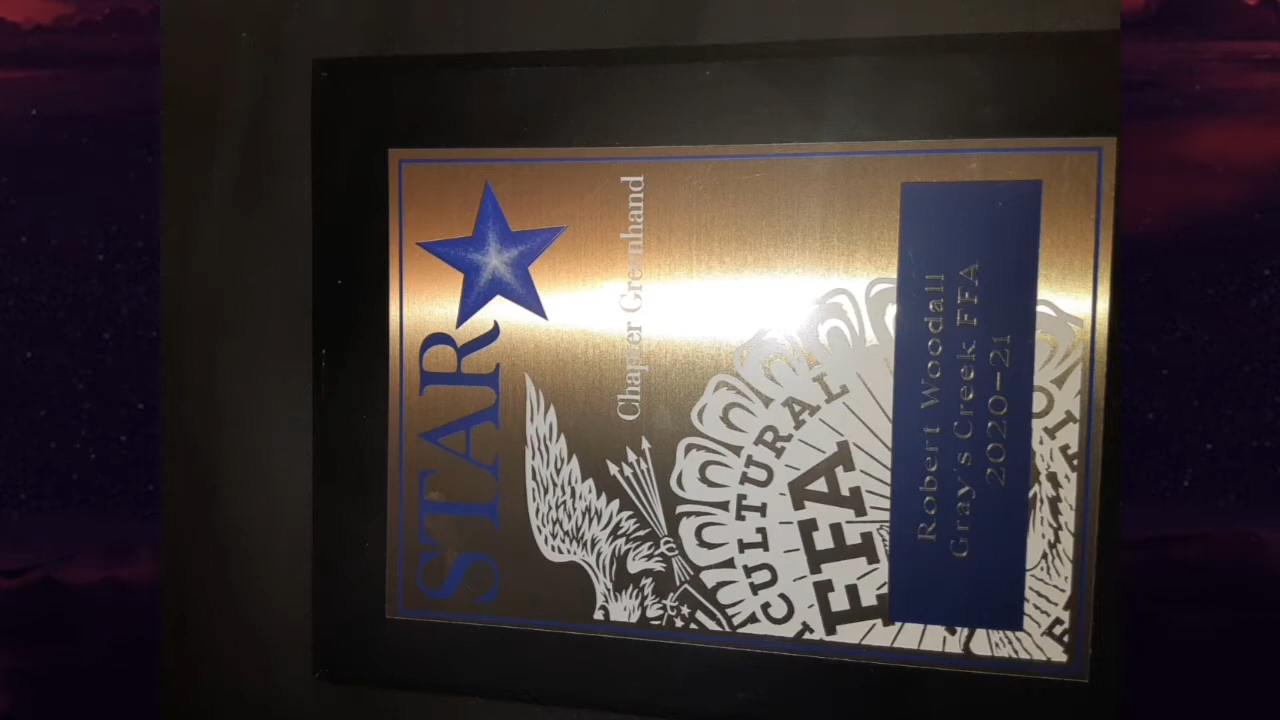 STAR
Chapter Greenhand
CULTURAL
FFA
Robert Woodall
Gray's Creek FFA
2020-21